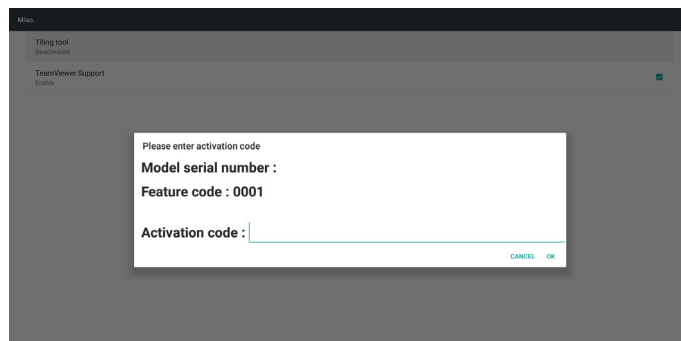 Misc.
Tiling tool
Deactivated
TeamViewer Support
Enable
Please enter activation code
Model serial number :
Feature code : 0001
Activation code :
CANCEL OK